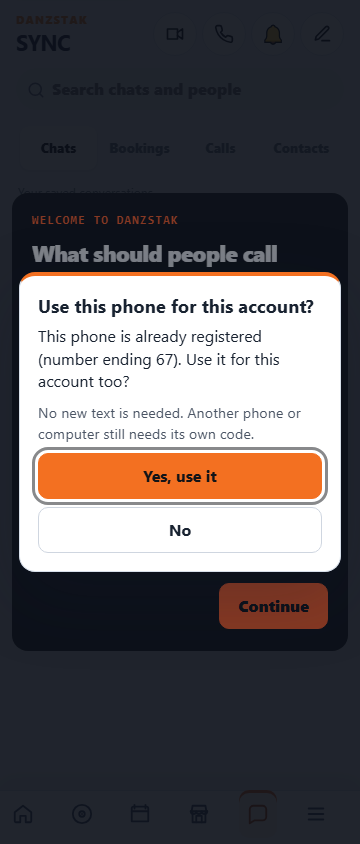 DANZSTAK
SYNC
Search chats and people
Chats
Bookings
Calls
Contacts
WELCOME TO DANZSTAK
What should people call
Use this phone for this account?
This phone is already registered
(number ending 67). Use it for this
account too?
No new text is needed. Another phone or
computer still needs its own code.
Yes, use it
No
Continue